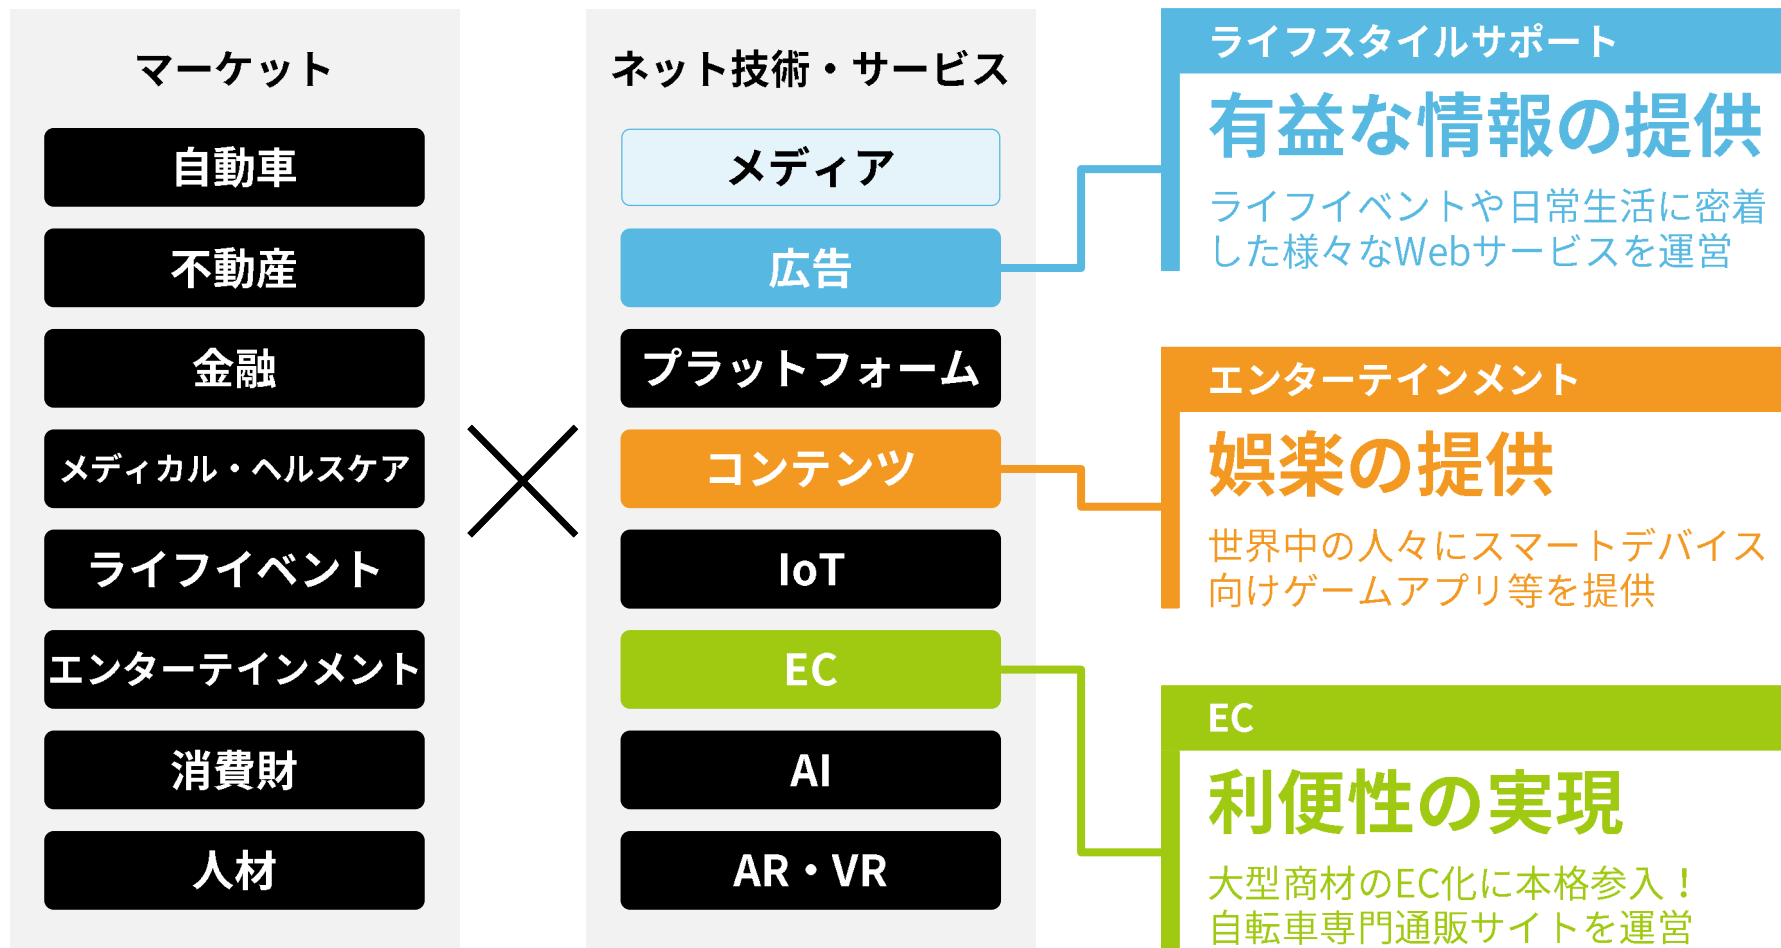 マーケット
自動車
不動産
金融
メディカル・ヘルスケア
ライフイベント
エンターテインメント
消費財
人材
ネット技術・サービス
メディア
広告
プラットフォーム
コンテンツ
IoT
EC
AI
AR・VR
ライフスタイルサポート
有益な情報の提供
ライフイベントや日常生活に密着
した様々なWebサービスを運営
エンターテインメント
娯楽の提供
世界中の人々にスマートデバイス
向けゲームアプリ等を提供
EC
利便性の実現
大型商材のEC化に本格参入！
自転車専門通販サイトを運営